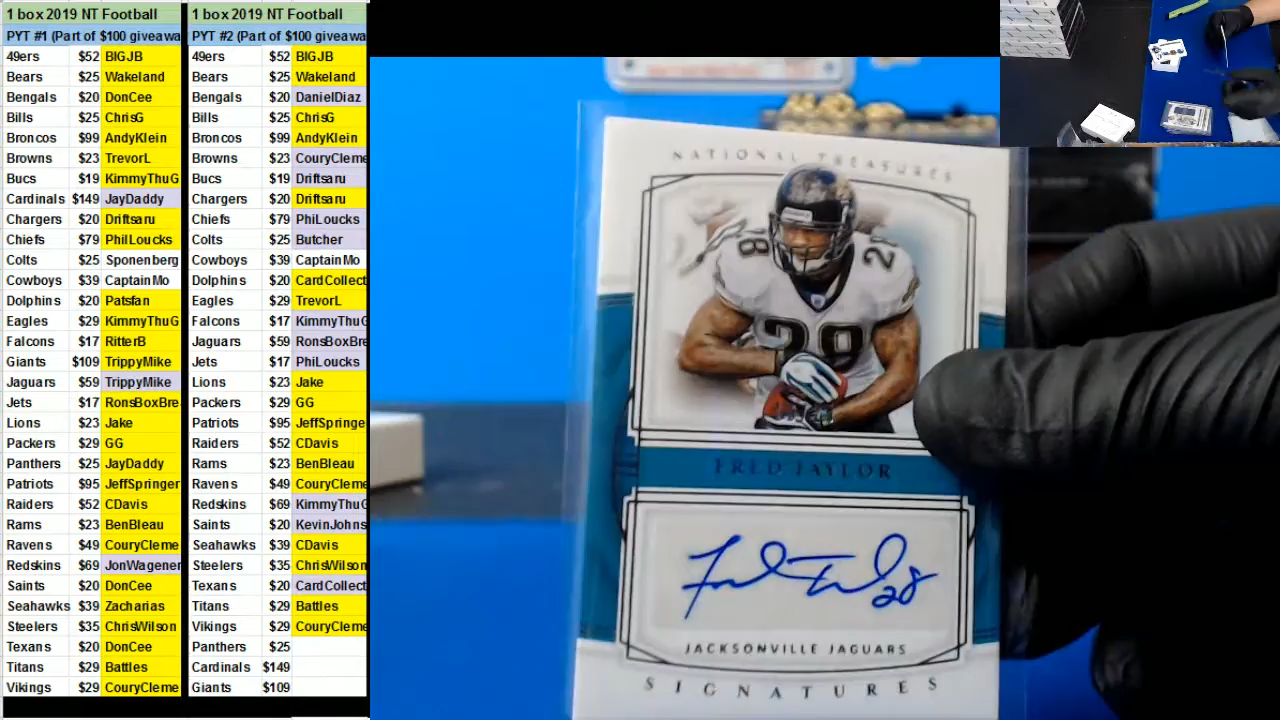 1 box 2019 NT Football
PYT #1 (Part of $100 giveawa
49ers $52 BIGJB
Bears $25 Wakeland
Bengals $20 DonCee
Bills $25 ChrisG
Broncos $99 AndyKlein
Browns $23 TrevorL
Bucs $19 KimmyThuG
Cardinals $149 JayDaddy
Chargers $20 Driftsaru
Chiefs $79 PhilLoucks
Colts $25 Sponenberg
Cowboys $39 CaptainMo
Dolphins $20 Patsfan
Eagles $29 KimmyThuG
Falcons $17 RitterB
Giants $109 TrippyMike
Jaguars $59 TrippyMike
Jets $17 RonsBoxBre
Lions $23 Jake
Packers $29 GG
Panthers $25 JayDaddy
Patriots $95 JeffSpringer
Raiders $52 CDavis
Rams $23 BenBleau
Ravens $49 CouryCleme
Redskins $69 JonWagener
Saints $20 DonCee
Seahawks $39 Zacharias
Steelers $35 ChrisWilson
Texans $20 DonCee
Titans $29 Battles
Vikings $29 CouryCleme
1 box 2019 NT Football
PYT #2 (Part of $100 giveawa
49ers $52 BIGJB
Bears $25 Wakeland
Bengals $20 DanielDiaz
Bills $25 ChrisG
Broncos $99 AndyKlein
Browns $23 CouryCleme
Bucs $19 Driftsaru
Chargers $20 Driftsaru
Chiefs $79 PhiLoucks
Colts $25 Butcher
Cowboys $39 CaptainMo
Dolphins $20 CardCollect
Eagles $29 TrevorL
Falcons $17 KimmyThuG
Jaguars $59 RonsBoxBre
Jets $17 PhiLoucks
Lions $23 Jake
Packers $29 GG
Patriots $95 JeffSpringe
Raiders $52 CDavis
Rams $23 BenBleau
Ravens $49 CouryCleme
Redskins $69 KimmyThuG
Saints $20 KevinJohns
Seahawks $39 CDavis
Steelers $35 ChrisWilson
Texans $20 CardCollect
Titans $29 Battles
Vikings $29 CouryCleme
Panthers $25
Cardinals $149
Giants $109
NATIONAL TREASURES
28 28
28
FRED TAYLOR
28
JACKSONVILLE JAGUARS
SIGNATURES